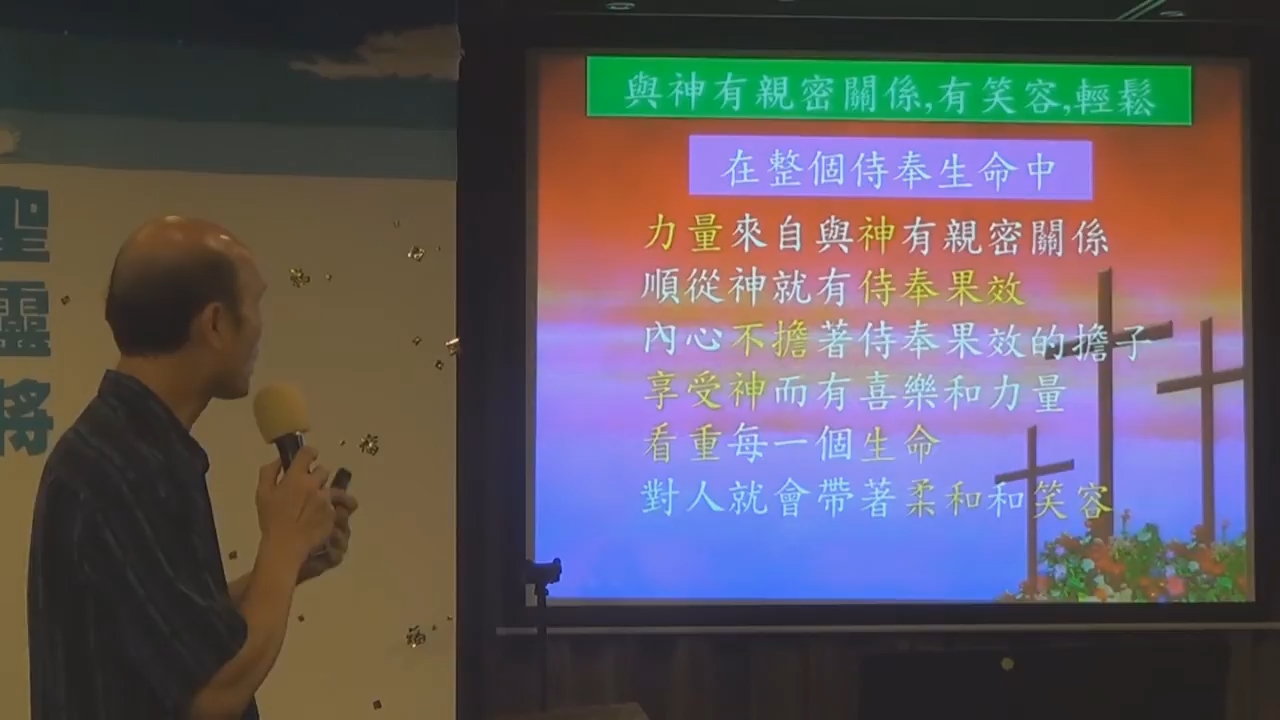 與神有親密關係,有笑容,輕鬆
在整個侍奉生命中
力量來自與神有親密關係
順從神就有侍奉果效
內心不擔著侍奉果效的擔子
享受神而有喜樂和力量
看重每一個生命
對人就會帶著柔和和笑容
聖靈將
福
福